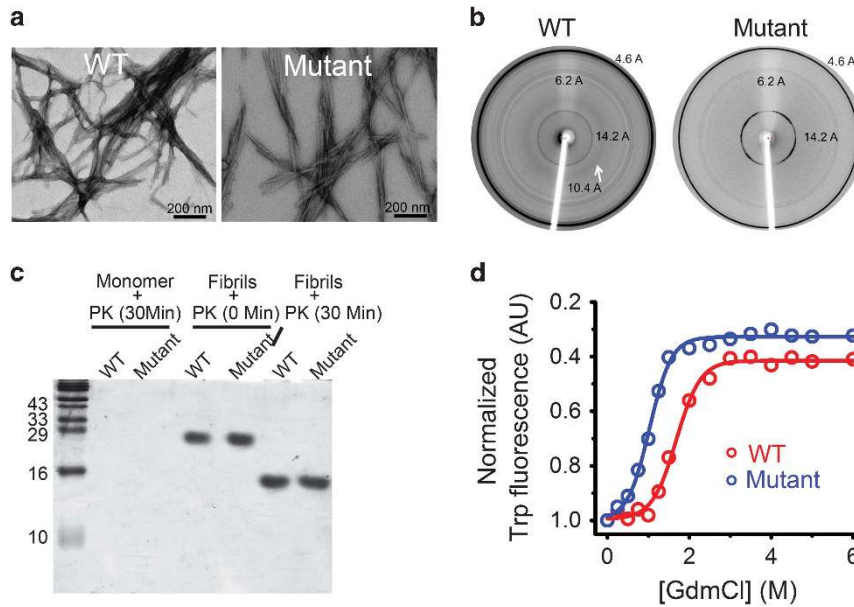 a
WT
200 nm
Mutant
200 nm
b
WT
4.6 A
6.2 A
14.2 A
10.4 A
Mutant
4.6 A
6.2 A
14.2 A
c
Monomer
+
PK (30Min)
Fibrils
+
PK (0 Min)
Fibrils
+
PK (30 Min)
WT
Mutant
WT
Mutant
WT
Mutant
43
33
29
16
10
d
Normalized
Trp fluorescence (AU)
0.2
0.4
0.6
0.8
1.0
WT
Mutant
0
2
4
6
[GdmCl] (M)